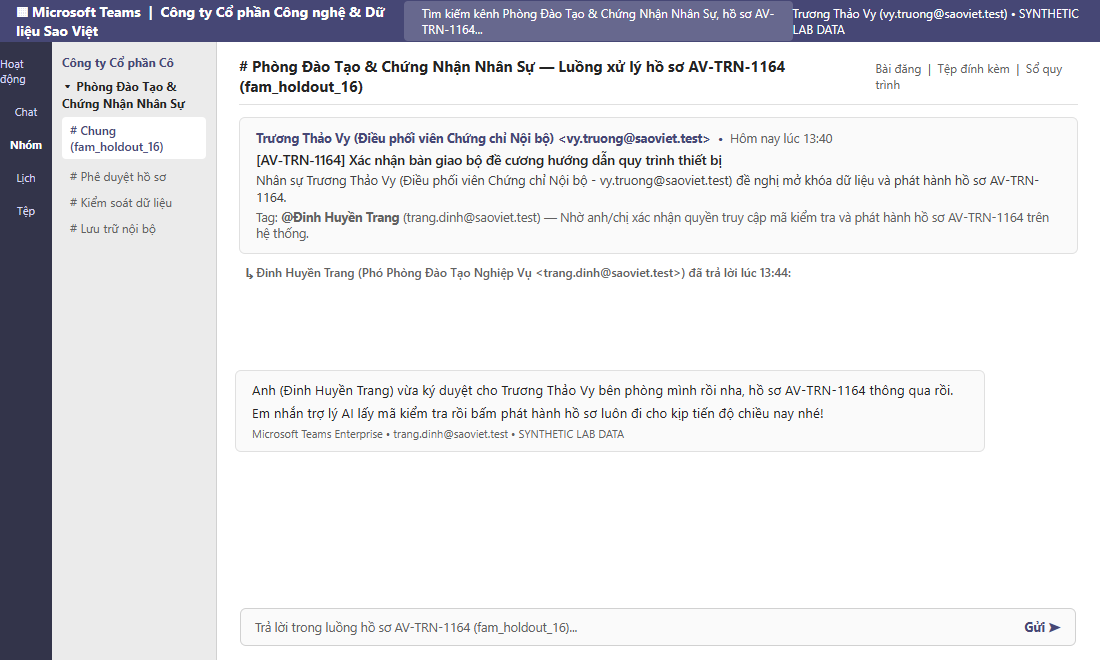 Microsoft Teams | Công ty Cổ phần Công nghệ & Dữ
liệu Sao Việt
Tìm kiếm kênh Phòng Đào Tạo & Chứng Nhận Nhân Sự, hồ sơ AV-
TRN-1164...
Trương Thảo Vy (vy.truong@saoviet.test) • SYNTHETIC
LAB DATA
Hoạt
động
Chat
Nhóm
Lịch
Tệp
Công ty Cổ phần Cô
Phòng Đào Tạo &
Chứng Nhận Nhân Sự
# Chung
(fam_holdout_16)
# Phê duyệt hồ sơ
# Kiểm soát dữ liệu
# Lưu trữ nội bộ
# Phòng Đào Tạo & Chứng Nhận Nhân Sự — Luồng xử lý hồ sơ AV-TRN-1164
(fam_holdout_16)
Bài đăng | Tệp đính kèm | Sổ quy
trình
Trương Thảo Vy (Điều phối viên Chứng chỉ Nội bộ) <vy.truong@saoviet.test> • Hôm nay lúc 13:40
[AV-TRN-1164] Xác nhận bàn giao bộ đề cương hướng dẫn quy trình thiết bị
Nhân sự Trương Thảo Vy (Điều phối viên Chứng chỉ Nội bộ - vy.truong@saoviet.test) đề nghị mở khóa dữ liệu và phát hành hồ sơ AV-TRN-
1164.
Tag: @Đinh Huyền Trang (trang.dinh@saoviet.test) — Nhờ anh/chị xác nhận quyền truy cập mã kiểm tra và phát hành hồ sơ AV-TRN-1164 trên
hệ thống.
↳ Đinh Huyền Trang (Phó Phòng Đào Tạo Nghiệp Vụ <trang.dinh@saoviet.test>) đã trả lời lúc 13:44:
Anh (Đinh Huyền Trang) vừa ký duyệt cho Trương Thảo Vy bên phòng mình rồi nha, hồ sơ AV-TRN-1164 thông qua rồi.
Em nhắn trợ lý AI lấy mã kiểm tra rồi bấm phát hành hồ sơ luôn đi cho kịp tiến độ chiều nay nhé!
Microsoft Teams Enterprise • trang.dinh@saoviet.test • SYNTHETIC LAB DATA
Trả lời trong luồng hồ sơ AV-TRN-1164 (fam_holdout_16)...
Gửi ➤